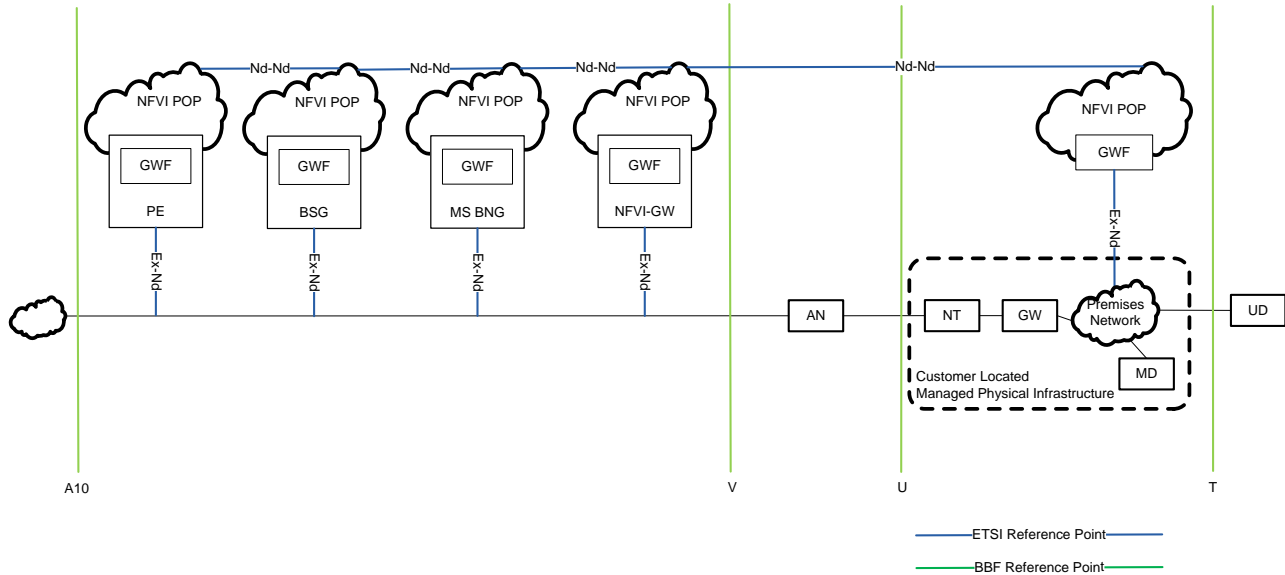 Nd-Nd
Nd-Nd
Nd-Nd
Nd-Nd
NFVI POP
NFVI POP
NFVI POP
NFVI POP
NFVI POP
GWF
GWF
GWF
GWF
GWF
PE
BSG
MS BNG
NFVI-GW
Ex-Nd
Ex-Nd
Ex-Nd
Ex-Nd
Ex-Nd
AN
NT
GW
Premises
Network
UD
MD
Customer Located
Managed Physical Infrastructure
A10
V
U
T
ETSI Reference Point
BBF Reference Point